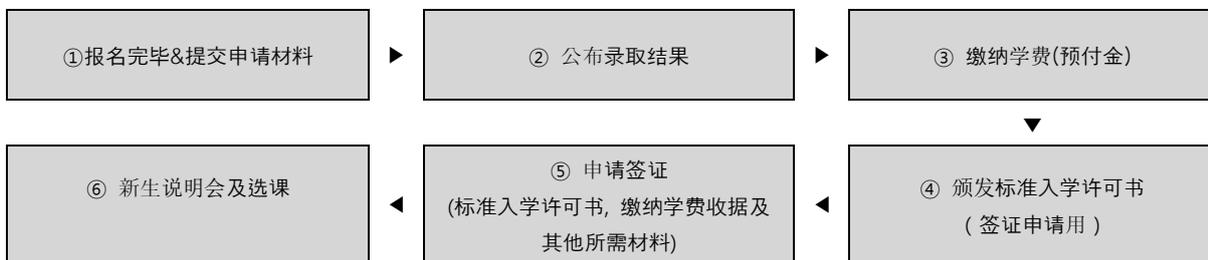 ①报名完毕&提交申请材料
▶
② 公布录取结果
▶
③ 缴纳学费(预付金)
▼
④ 颁发标准入学许可书
( 签证申请用 )
◀
⑤ 申请签证
(标准入学许可书, 缴纳学费收据及
其他所需材料)
◀
⑥ 新生说明会及选课